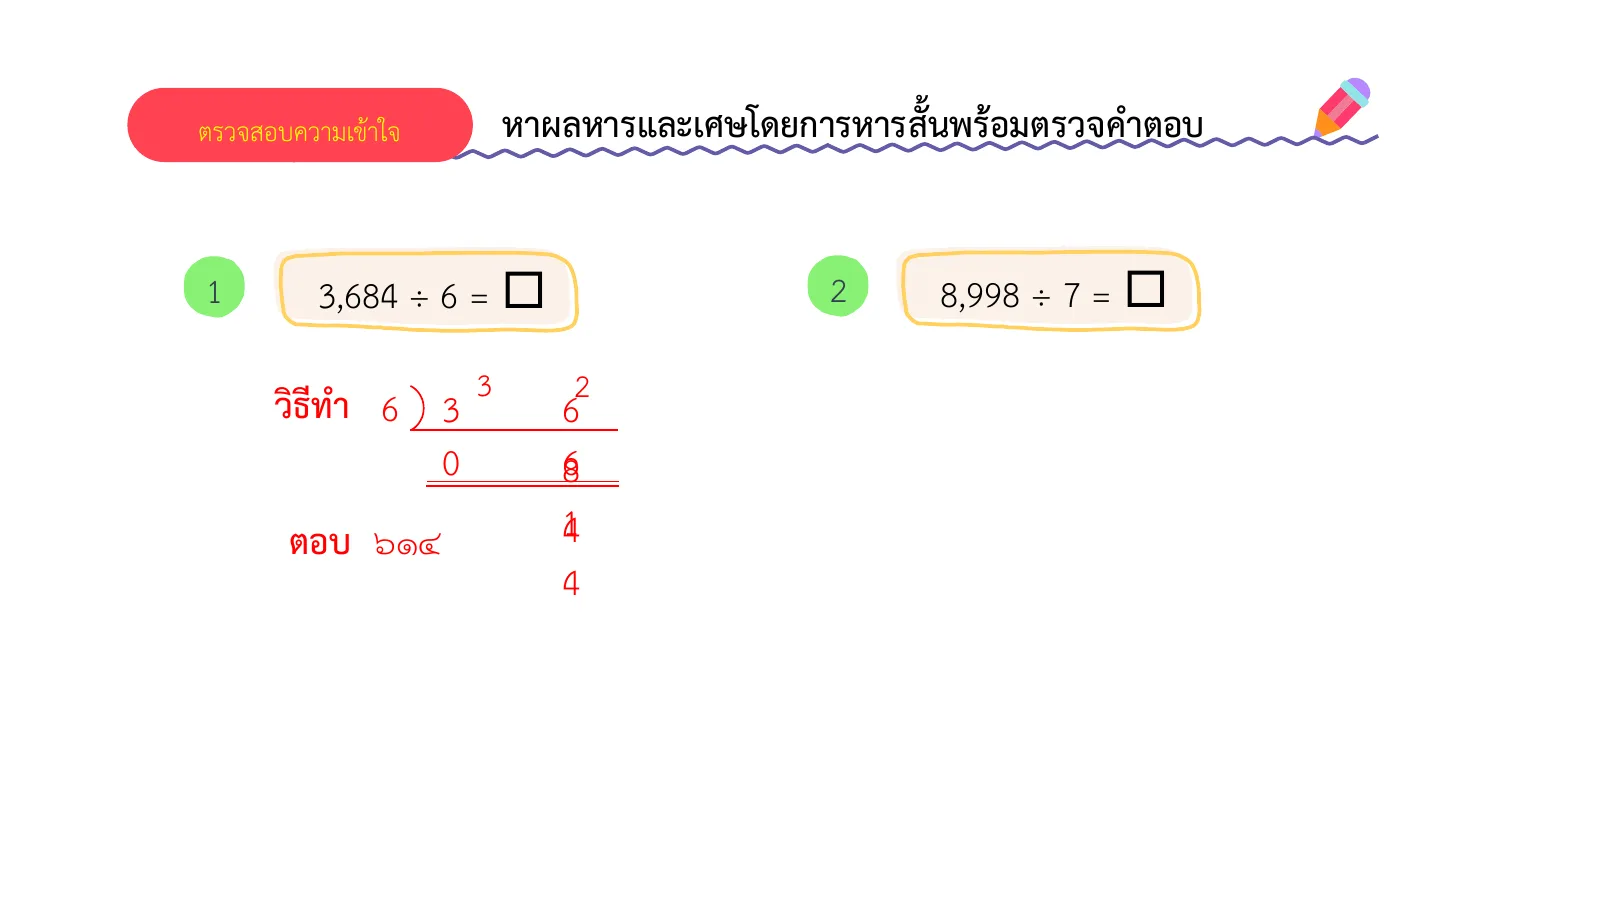 ตรวจสอบความเข้าใจ
หาผลหารและเศษโดยการหารสั้นพร้อมตรวจคำตอบ
1
3,684 ÷ 6 = □
2
8,998 ÷ 7 = □
3 2
วิธีทำ 6 ) 3 6
0 6
8
1
4
ตอบ ๖๑๔
4